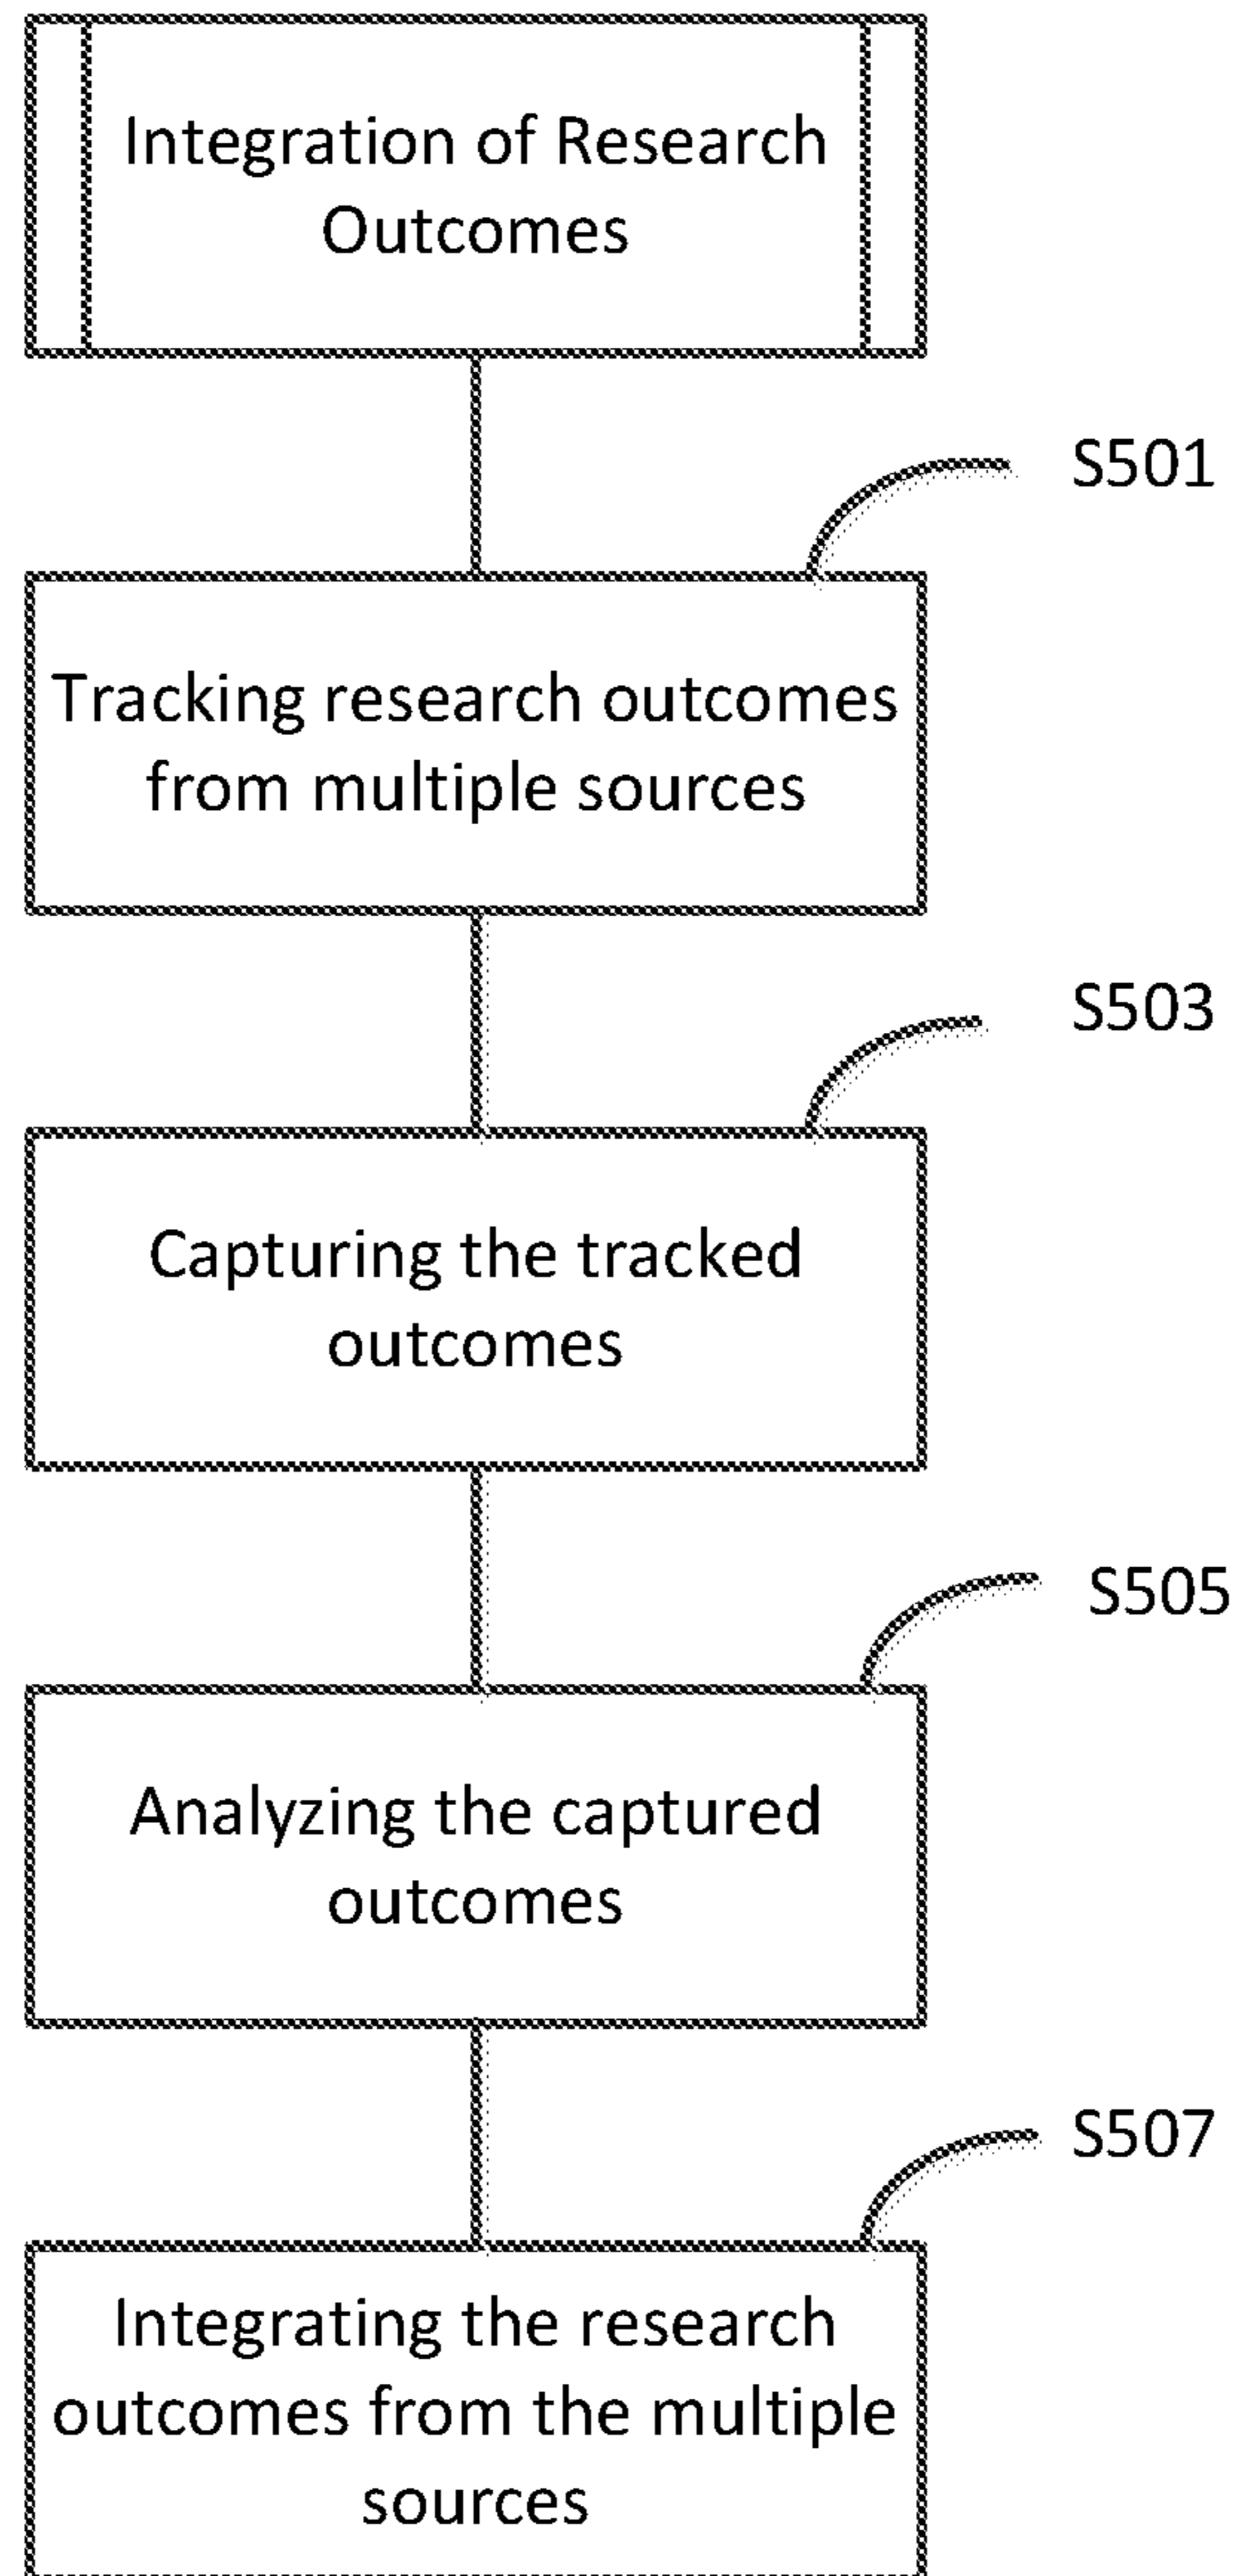 Integration of Research
Outcomes
S501
Tracking research outcomes
from multiple sources
S503
Capturing the tracked
outcomes
S505
Analyzing the captured
outcomes
S507
Integrating the research
outcomes from the multiple
sources